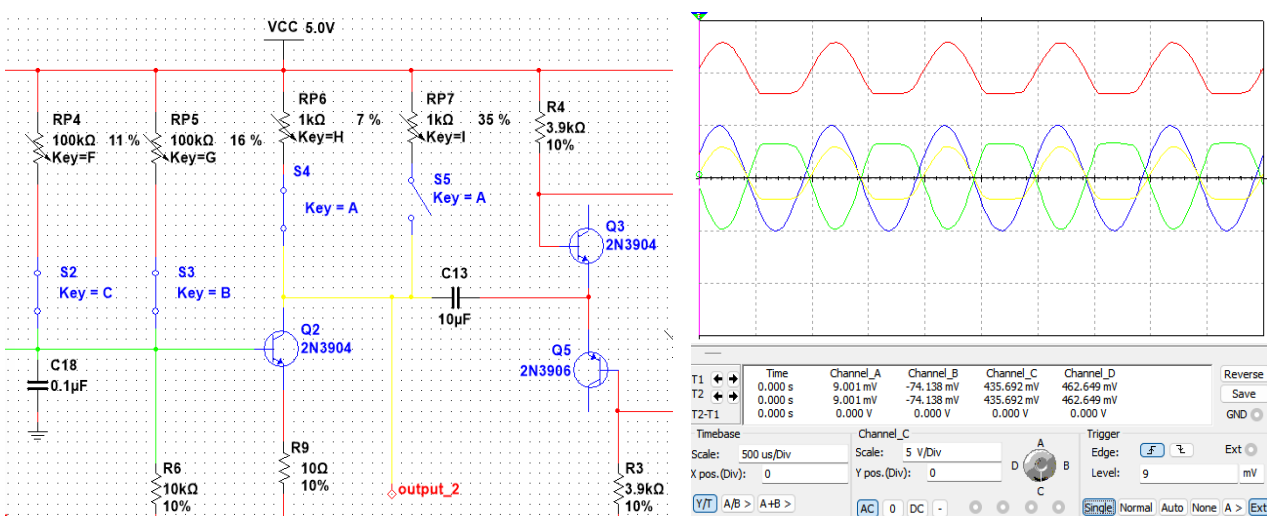 VCC 5.0V
RP4
100kΩ 11 %
Key=F
RP5
100kΩ 16 %
Key=G
RP6
1kΩ 7 %
Key=H
RP7
1kΩ 35 %
Key=I
R4
3.9kΩ
10%
S4
Key = A
S5
Key = A
Q3
2N3904
S2
Key = C
S3
Key = B
C13
10µF
Q2
2N3904
Q5
2N3906
C18
0.1µF
R9
10Ω
10%
R6
10kΩ
10%
output_2
R3
3.9kΩ
10%
Time Channel_A Channel_B Channel_C Channel_D
T1 0.000 s 9.001 mV -74.138 mV 435.692 mV 462.649 mV
T2 0.000 s 9.001 mV -74.138 mV 435.692 mV 462.649 mV
T2-T1 0.000 s 0.000 V 0.000 V 0.000 V 0.000 V
Reverse
Save
GND
Timebase
Scale: 500 us/Div
X pos.(Div): 0
Y/T A/B > A+B >
Channel_C
Scale: 5 V/Div
Y pos.(Div): 0
AC 0 DC -
A
D B
C
Trigger
Edge: Ext
Level: 9 mV
Single Normal Auto None A > Ext